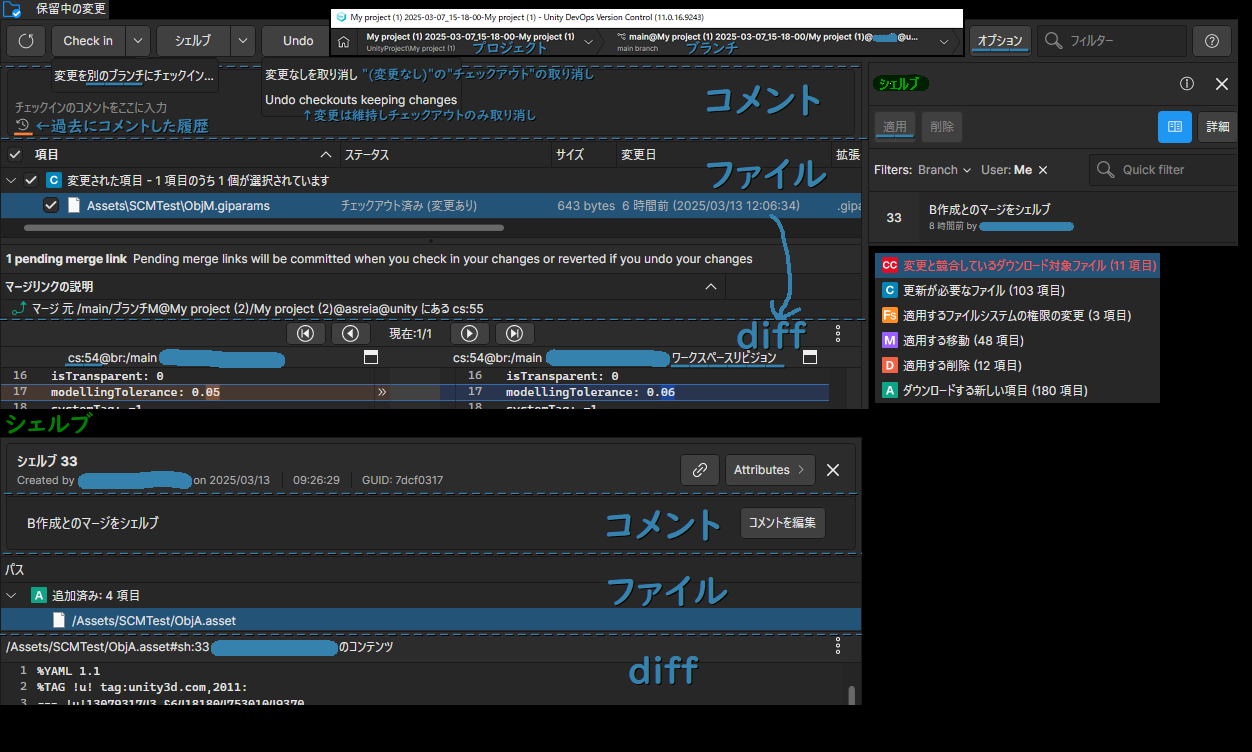 保留中の変更
My project (1) 2025-03-07_15-18-00-My project (1) - Unity DevOps Version Control (11.0.16.9243)
Check in
シェルブ
Undo
My project (1) 2025-03-07_15-18-00-My project (1)
UnityProject\My project (1)
プロジェクト
main@My project (1) 2025-03-07_15-18-00/My project (1)@
@u...
main branch
ブランチ
オプション
フィルター
変更を別のブランチにチェックイン...
変更なしを取り消し
"(変更なし)"の"チェックアウト"の取り消し
Undo checkouts keeping changes
↑変更は維持しチェックアウトのみ取り消し
チェックインのコメントをここに入力
←過去にコメントした履歴
コメント
項目
ステータス
サイズ
変更日
拡張
ファイル
C 変更された項目 - 1 項目のうち 1 個が選択されています
Assets\SCMTest\ObjM.giparams
チェックアウト済み (変更あり)
643 bytes
6 時間前 (2025/03/13 12:06:34)
.gipa
1 pending merge link Pending merge links will be committed when you check in your changes or reverted if you undo your changes
マージリンクの説明
マージ 元 /main/ブランチM@My project (2)/My project (2)@asreia@unity にある cs:55
現在:1/1
diff
cs:54@br:/main
cs:54@br:/main
ワークスペースリビジョン
16 isTransparent: 0
16 isTransparent: 0
17 modellingTolerance: 0.05
»
17 modellingTolerance: 0.06
18 systemTag: -1
18 systemTag: -1
シェルブ
適用
削除
詳細
Filters: Branch
User: Me
Quick filter
33
B作成とのマージをシェルブ
8 時間前 by
CC 変更と競合しているダウンロード対象ファイル (11 項目)
C 更新が必要なファイル (103 項目)
Fs 適用するファイルシステムの権限の変更 (3 項目)
M 適用する移動 (48 項目)
D 適用する削除 (12 項目)
A ダウンロードする新しい項目 (180 項目)
シェルブ
シェルブ 33
Created by
on 2025/03/13
09:26:29
GUID: 7dcf0317
Attributes
B作成とのマージをシェルブ
コメント
コメントを編集
パス
ファイル
A 追加済み: 4 項目
/Assets/SCMTest/ObjA.asset
/Assets/SCMTest/ObjA.asset#sh:33
のコンテンツ
diff
1 %YAML 1.1
2 %TAG !u! tag:unity3d.com,2011: